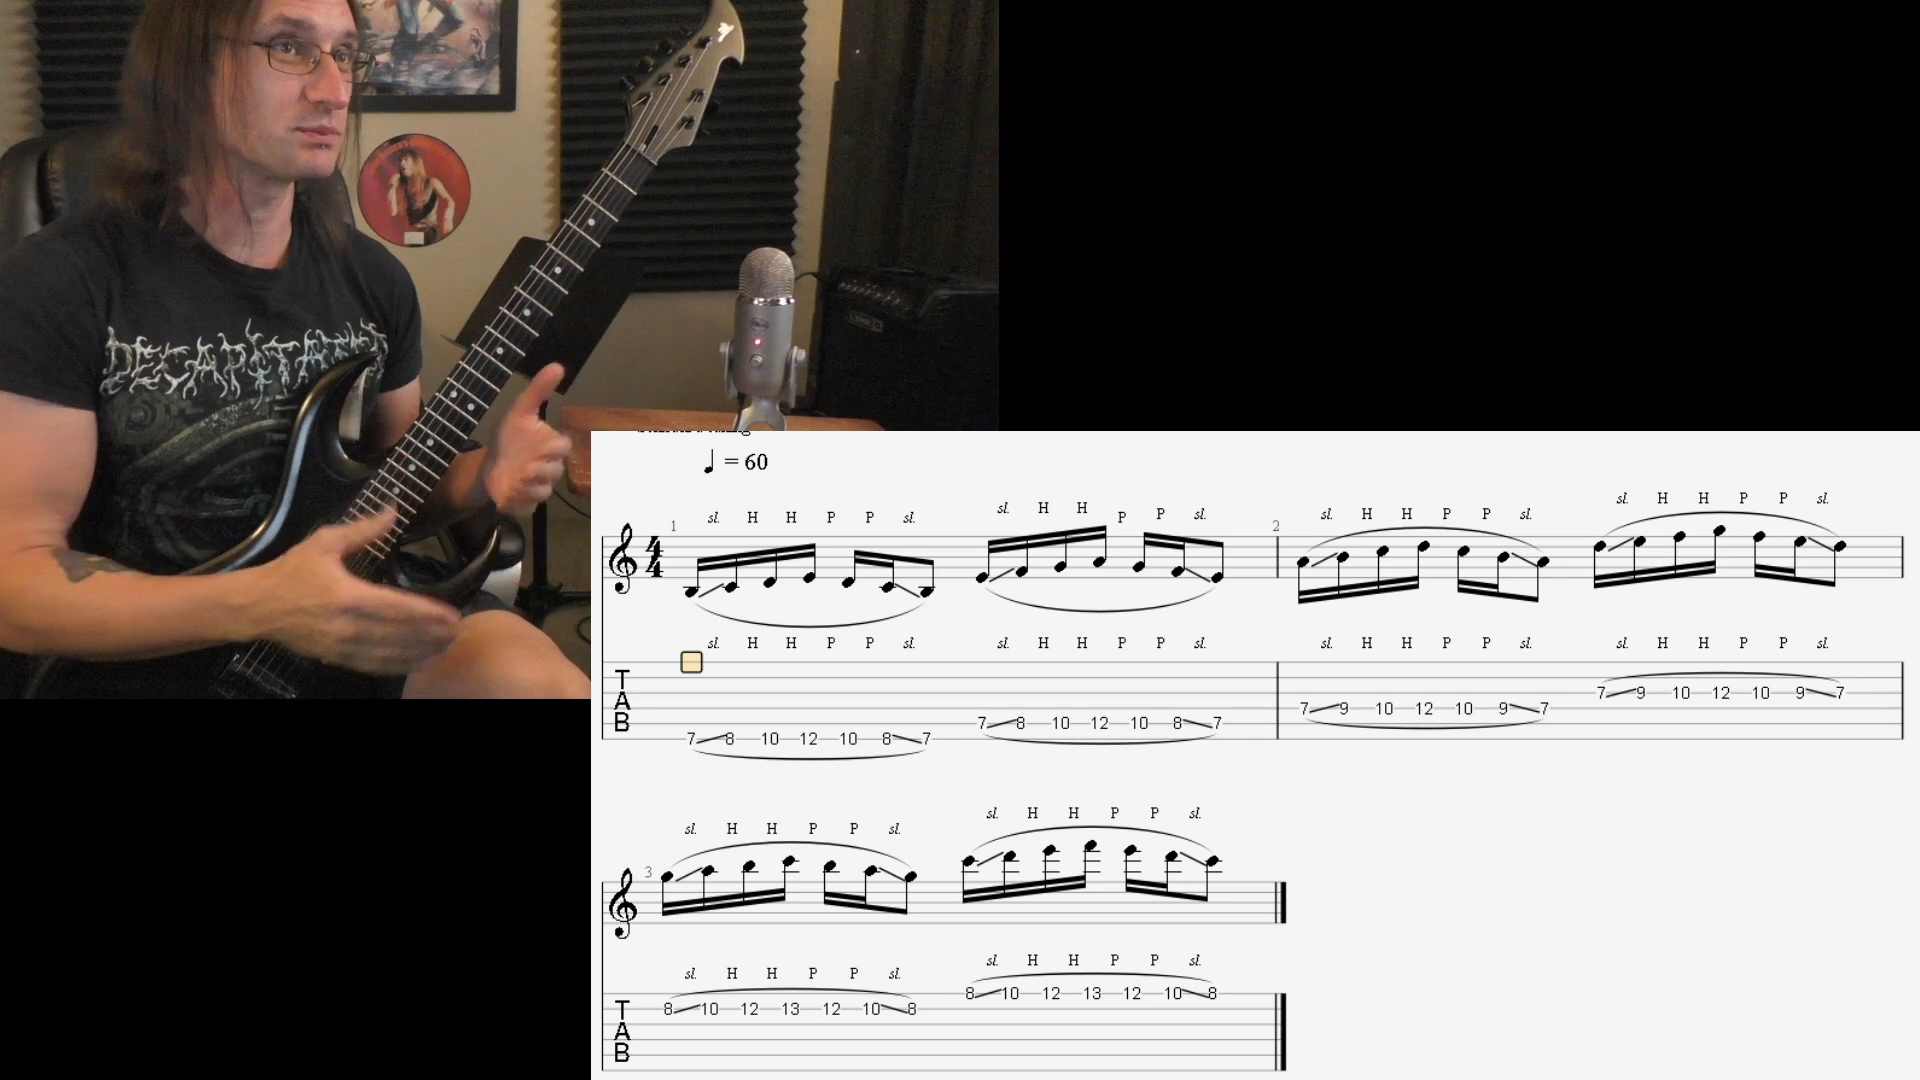 DECAPITATED
♩ = 60
sl. H H P P sl. sl. H H P P sl. sl. H H P P sl. sl. H H P P sl.
1 2
4
4
sl. H H P P sl. sl. H H P P sl. sl. H H P P sl. sl. H H P P sl.
T
A
B
7 9 10 12 10 9 7
7 9 10 12 10 9 7
7 8 10 12 10 8 7
7 8 10 12 10 8 7
sl. H H P P sl. sl. H H P P sl.
3
sl. H H P P sl. sl. H H P P sl.
T
A
B
8 10 12 13 12 10 8
8 10 12 13 12 10 8